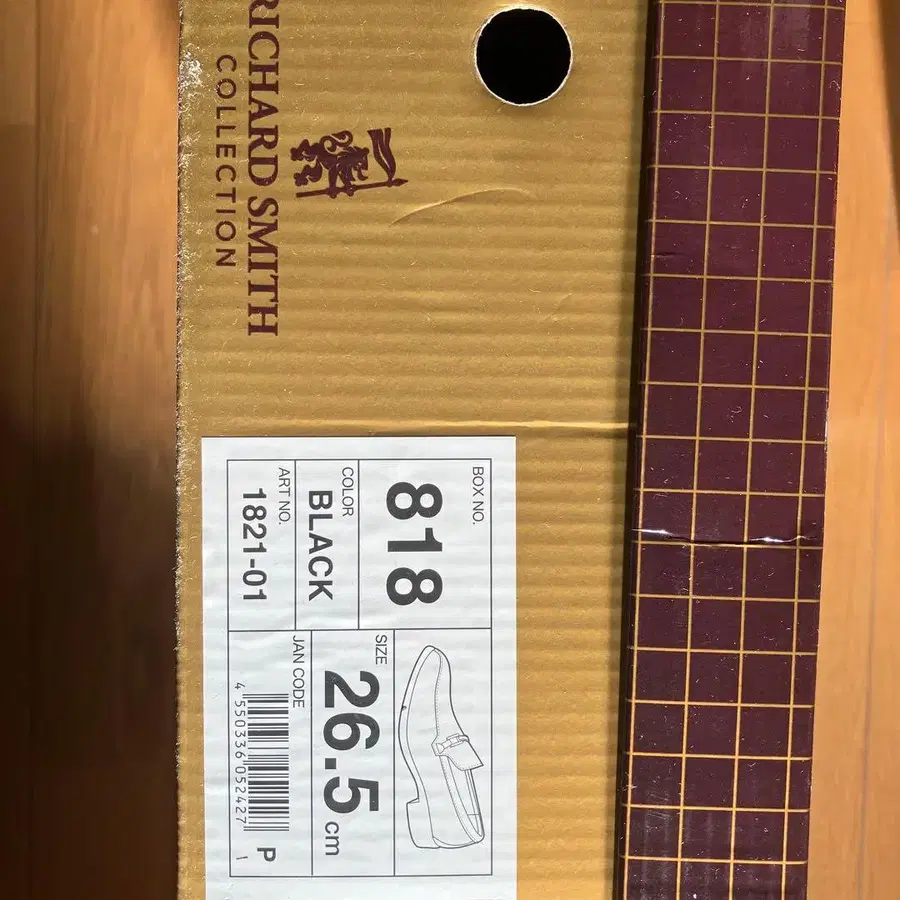 RICHARD SMITH
COLLECTION
BOX NO.
818
COLOR
BLACK
ART NO.
1821-01
SIZE
26.5 cm
JAN CODE
4 550336 052427
P